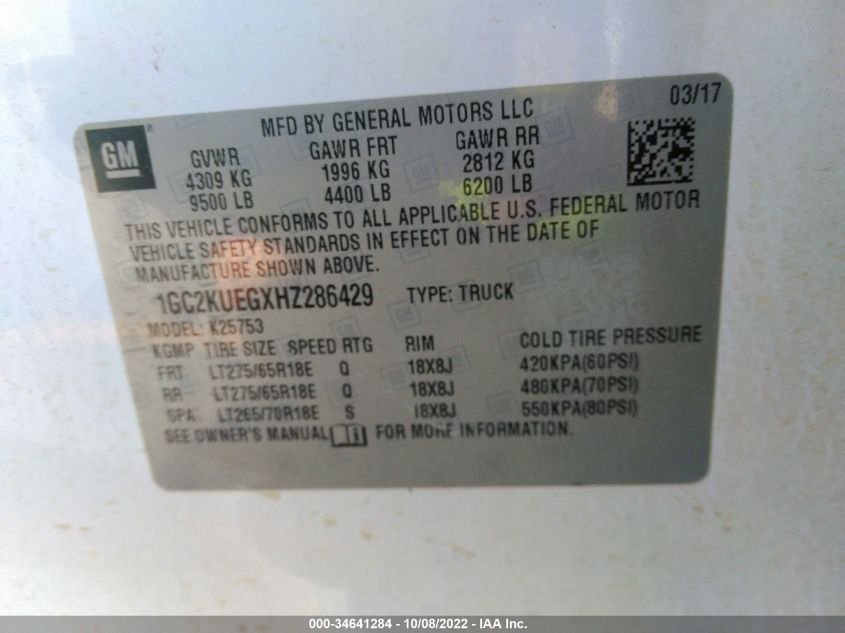 03/17
MFD BY GENERAL MOTORS LLC
GM
GVWR GAWR FRT GAWR RR
4309 KG 1996 KG 2812 KG
9500 LB 4400 LB 6200 LB
THIS VEHICLE CONFORMS TO ALL APPLICABLE U.S. FEDERAL MOTOR
VEHICLE SAFETY STANDARDS IN EFFECT ON THE DATE OF
MANUFACTURE SHOWN ABOVE.
1GC2KUEGXHZ286429 TYPE: TRUCK
MODEL: K25753
KGMP TIRE SIZE SPEED RTG RIM COLD TIRE PRESSURE
FRT LT275/65R18E Q 18X8J 420KPA(60PSI)
RR LT275/65R18E Q 18X8J 480KPA(70PSI)
SPA LT265/70R18E S 18X8J 550KPA(80PSI)
SEE OWNER'S MANUAL FOR MORE INFORMATION.
000-34641284 | 10/08/2022 - IAA Inc.